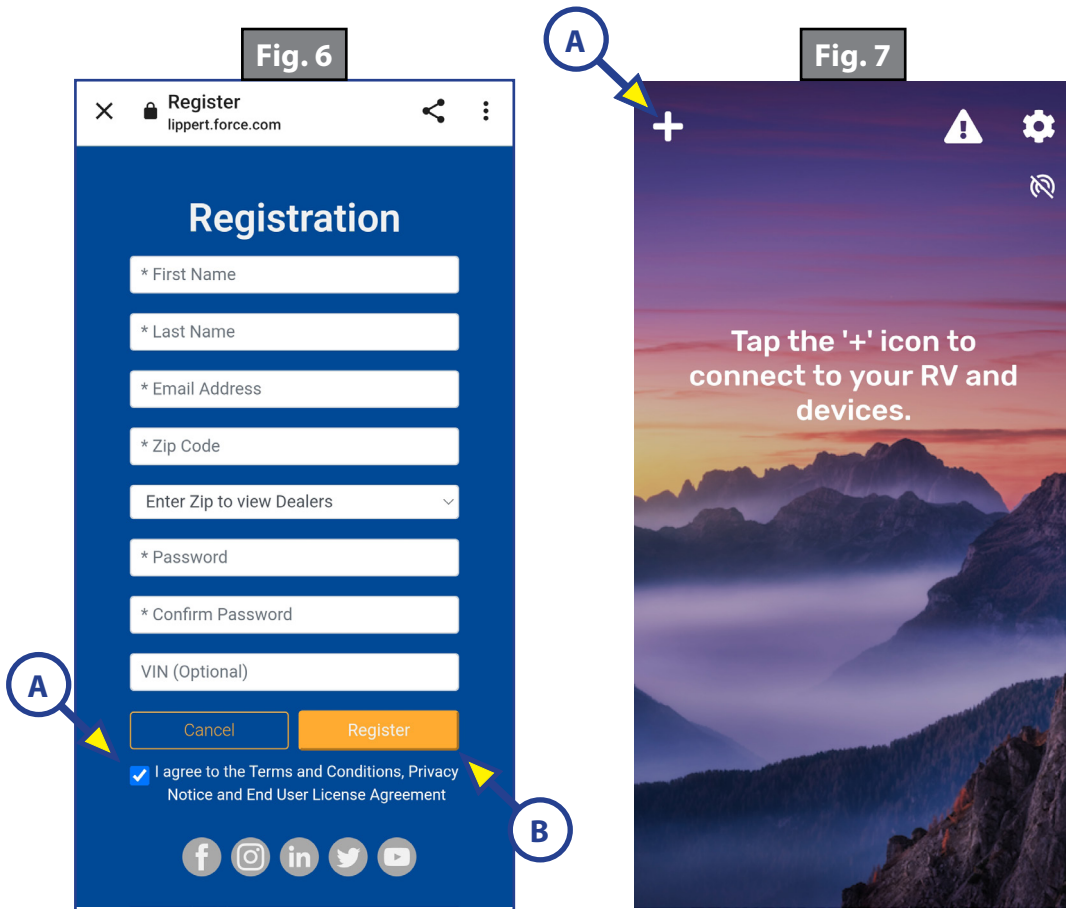 Fig. 6
Register
lippert.force.com
Registration
* First Name
* Last Name
* Email Address
* Zip Code
Enter Zip to view Dealers
* Password
* Confirm Password
VIN (Optional)
A
Cancel
Register
I agree to the Terms and Conditions, Privacy
Notice and End User License Agreement
B
f
in
A
Fig. 7
Tap the '+' icon to
connect to your RV and
devices.